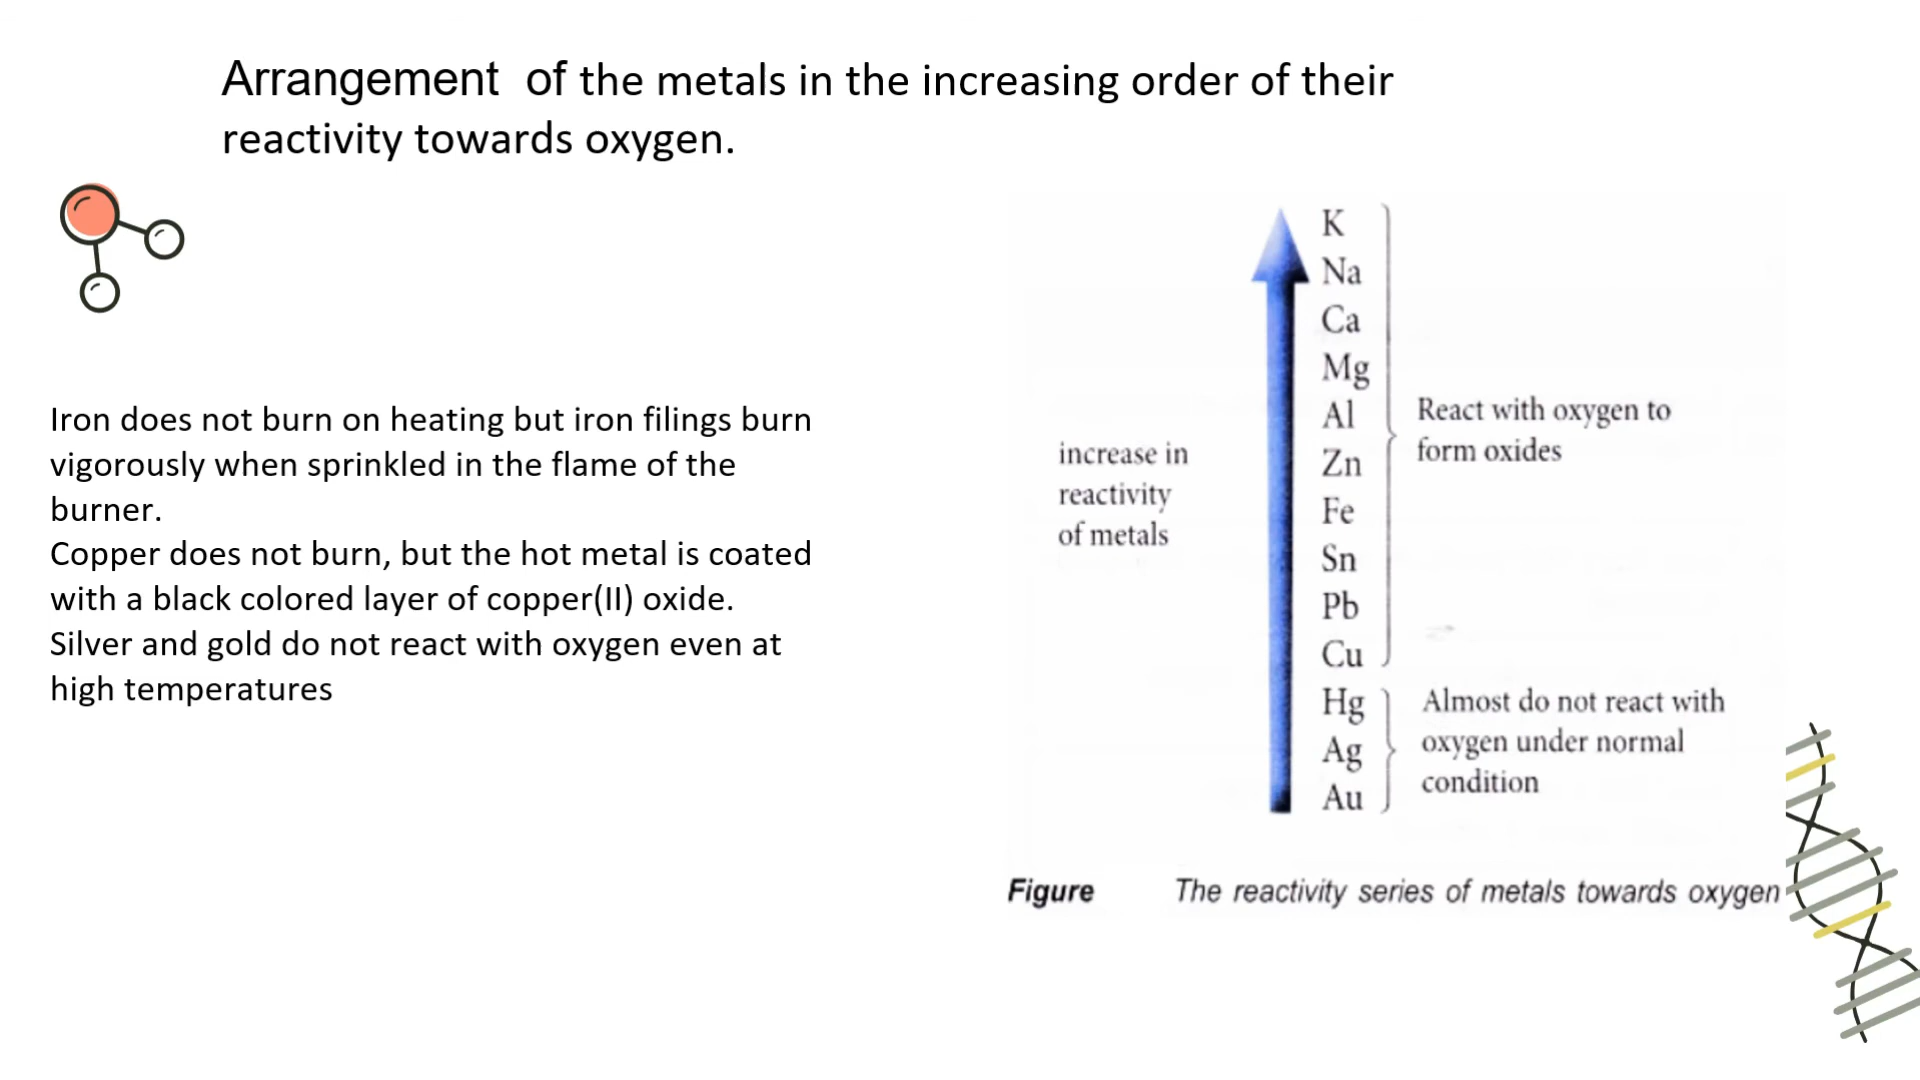 Arrangement  of the metals in the increasing order of their
reactivity towards oxygen.
Iron does not burn on heating but iron filings burn
vigorously when sprinkled in the flame of the
burner.
Copper does not burn, but the hot metal is coated
with a black colored layer of copper(II) oxide.
Silver and gold do not react with oxygen even at
high temperatures
increase in
reactivity
of metals
K
Na
Ca
Mg
Al
Zn
Fe
Sn
Pb
Cu
Hg
Ag
Au
React with oxygen to
form oxides
Almost do not react with
oxygen under normal
condition
Figure The reactivity series of metals towards oxygen